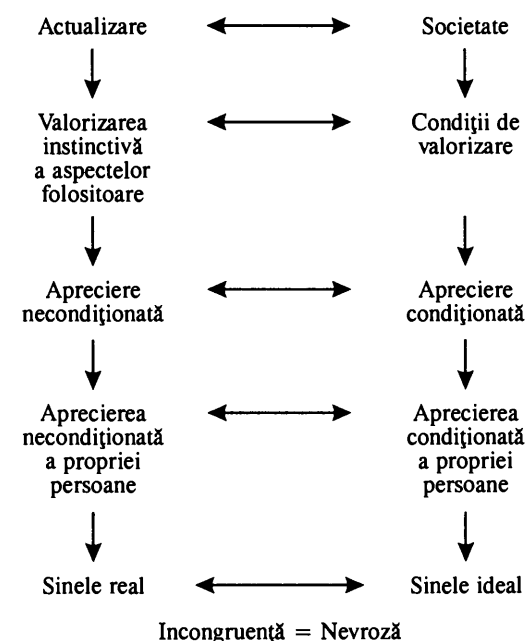 Actualizare
Societate
Valorizarea
instinctivă
a aspectelor
folositoare
Condiţii de
valorizare
Apreciere
necondiţionată
Apreciere
condiţionată
Aprecierea
necondiţionată
a propriei
persoane
Aprecierea
condiţionată
a propriei
persoane
Sinele real
Sinele ideal
Incongruenţă = Nevroză